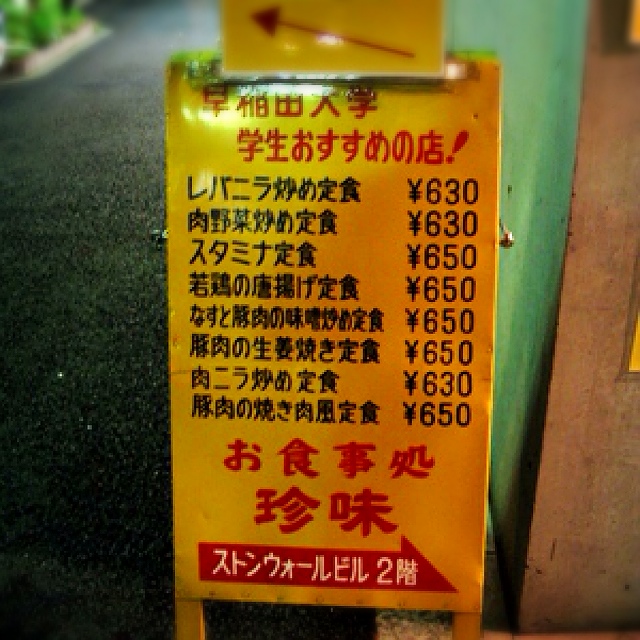 早稲田大学
学生おすすめの店!
レバニラ炒め定食 ¥630
肉野菜炒め定食 ¥630
スタミナ定食 ¥650
若鶏の唐揚げ定食 ¥650
なすと豚肉の味噌炒め定食 ¥650
豚肉の生姜焼き定食 ¥650
肉ニラ炒め定食 ¥630
豚肉の焼き肉風定食 ¥650
お食事処
珍味
ストンウォールビル2階